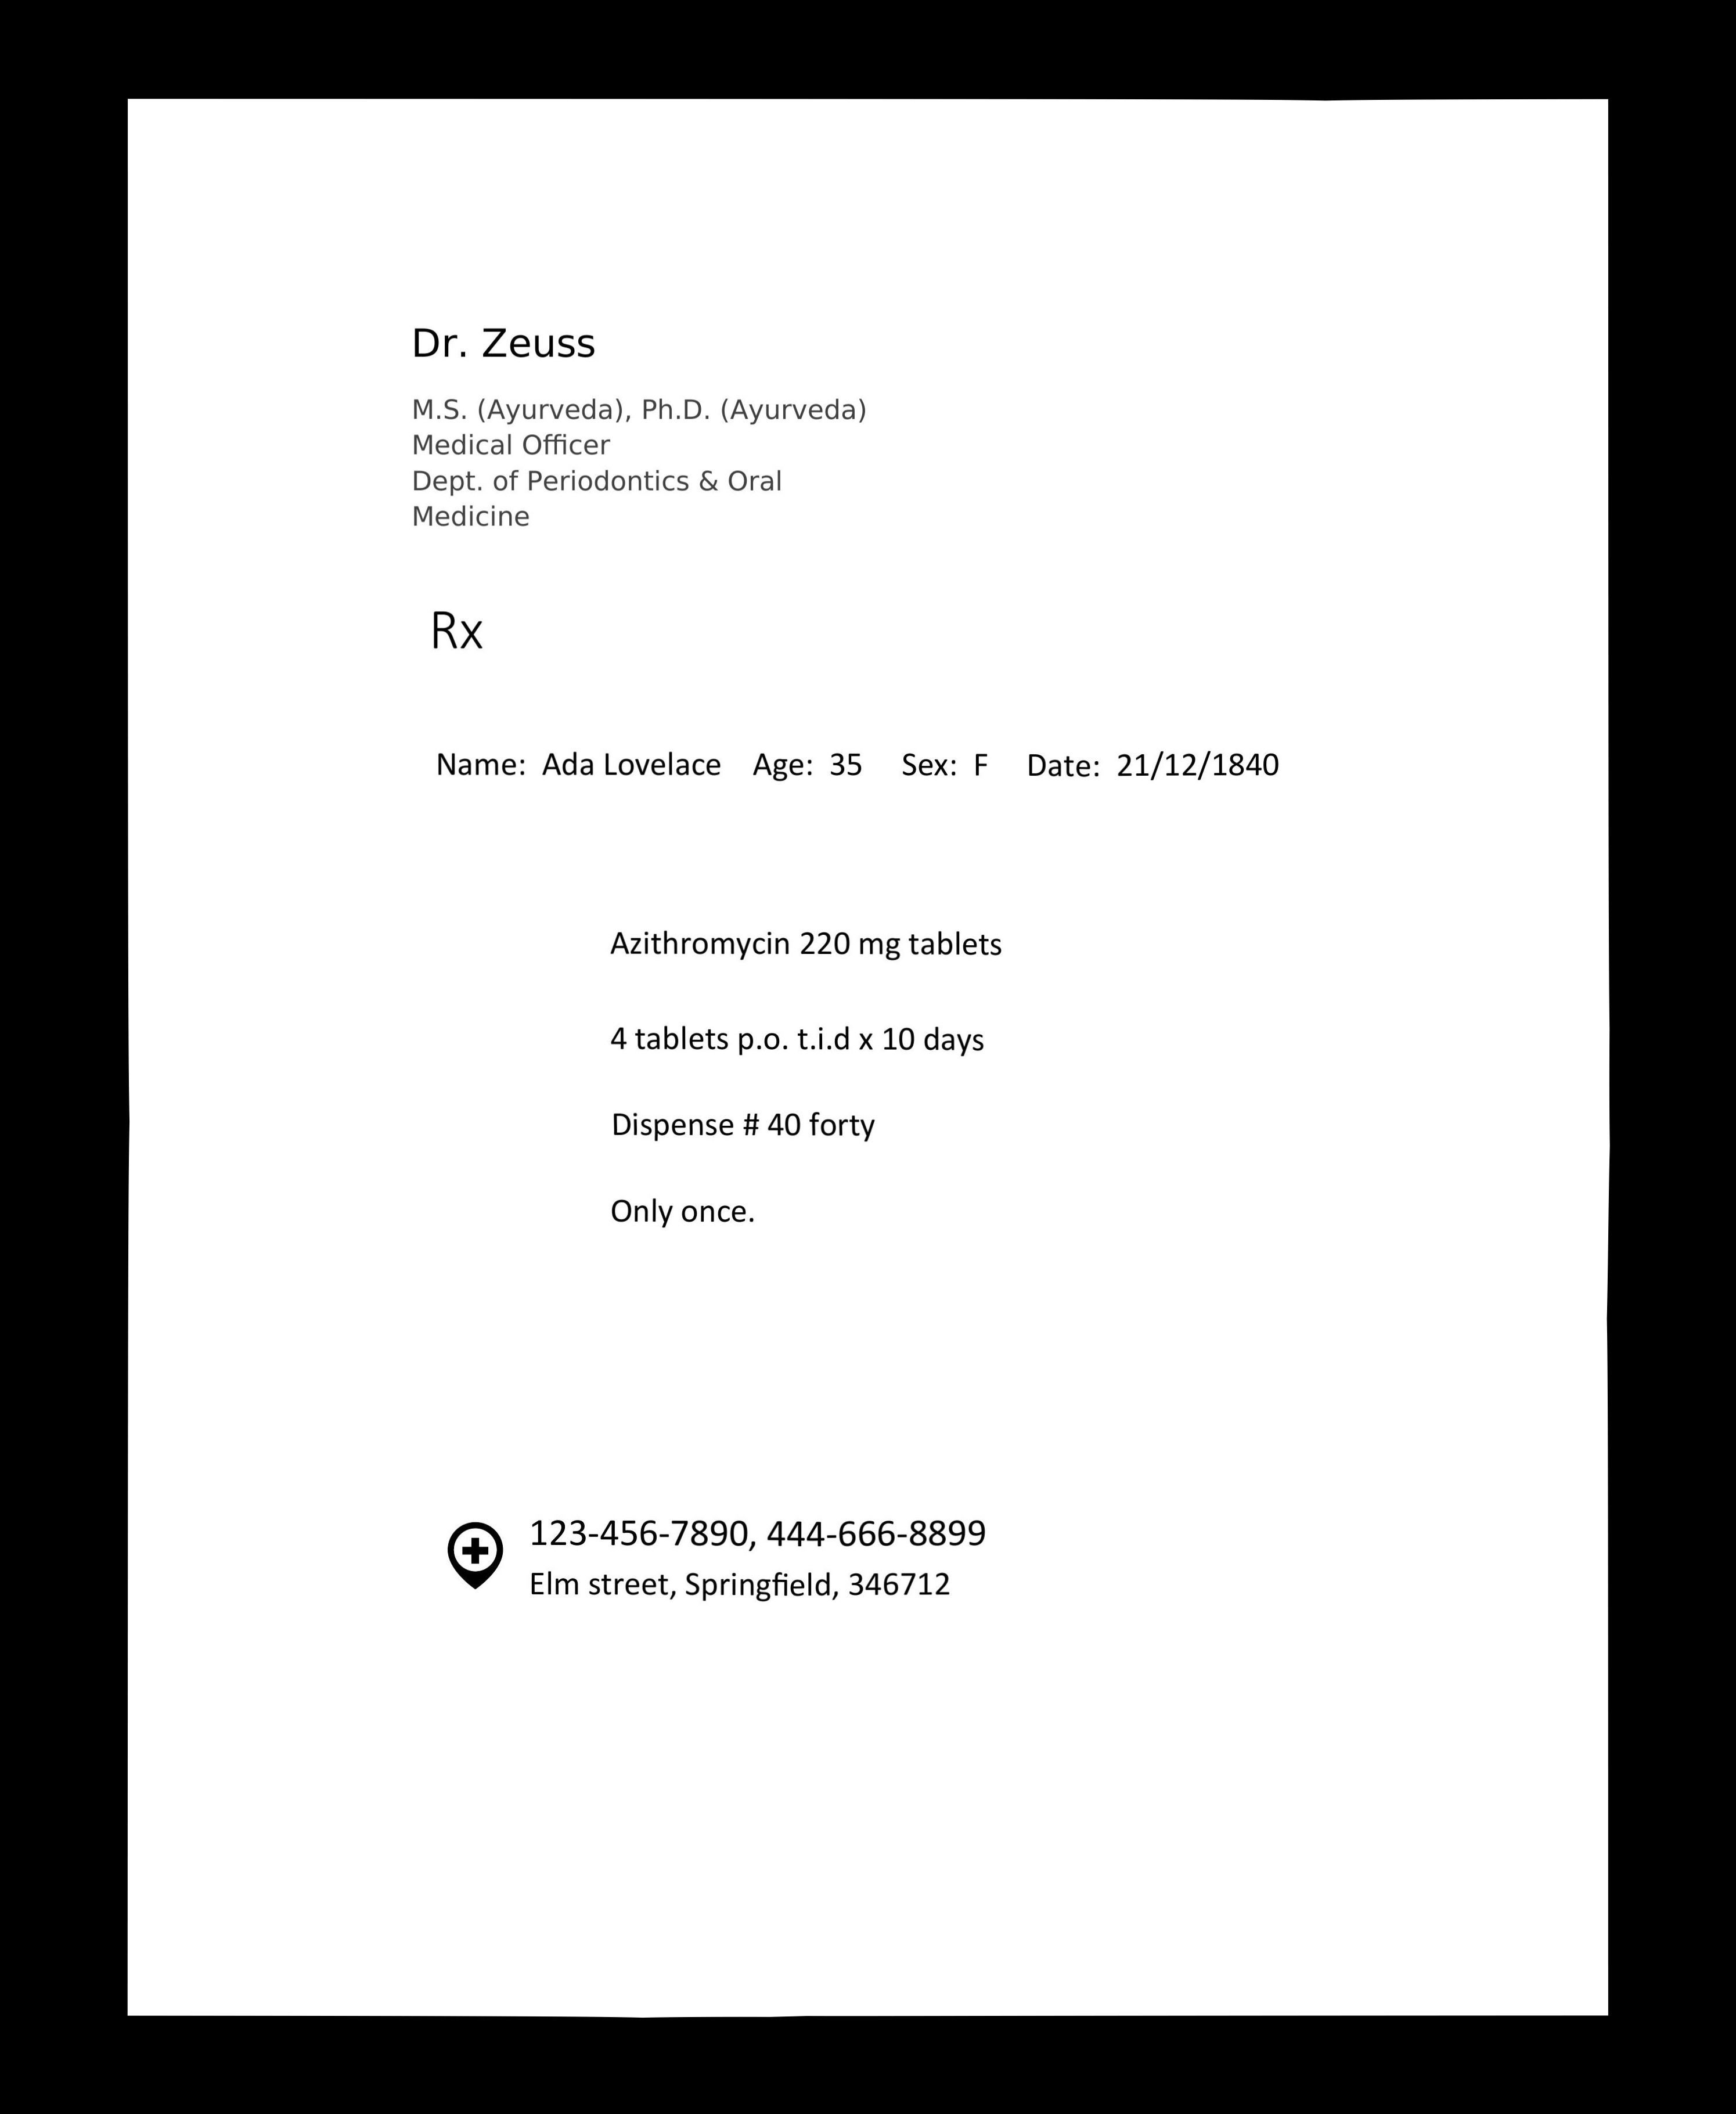 Dr. Zeuss
M.S. (Ayurveda), Ph.D. (Ayurveda)
Medical Officer
Dept. of Periodontics & Oral
Medicine
Rx
Name: Ada Lovelace Age: 35 Sex: F Date: 21/12/1840
Azithromycin 220 mg tablets
4 tablets p.o. t.i.d x 10 days
Dispense # 40 forty
Only once.
123-456-7890, 444-666-8899
Elm street, Springfield, 346712